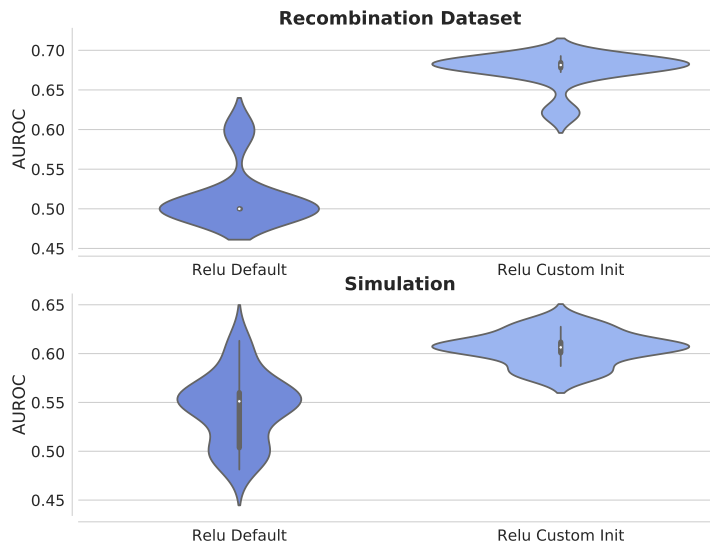 Recombination Dataset
AUROC
0.70
0.65
0.60
0.55
0.50
0.45
Relu Default
Relu Custom Init
Simulation
AUROC
0.65
0.60
0.55
0.50
0.45
Relu Default
Relu Custom Init